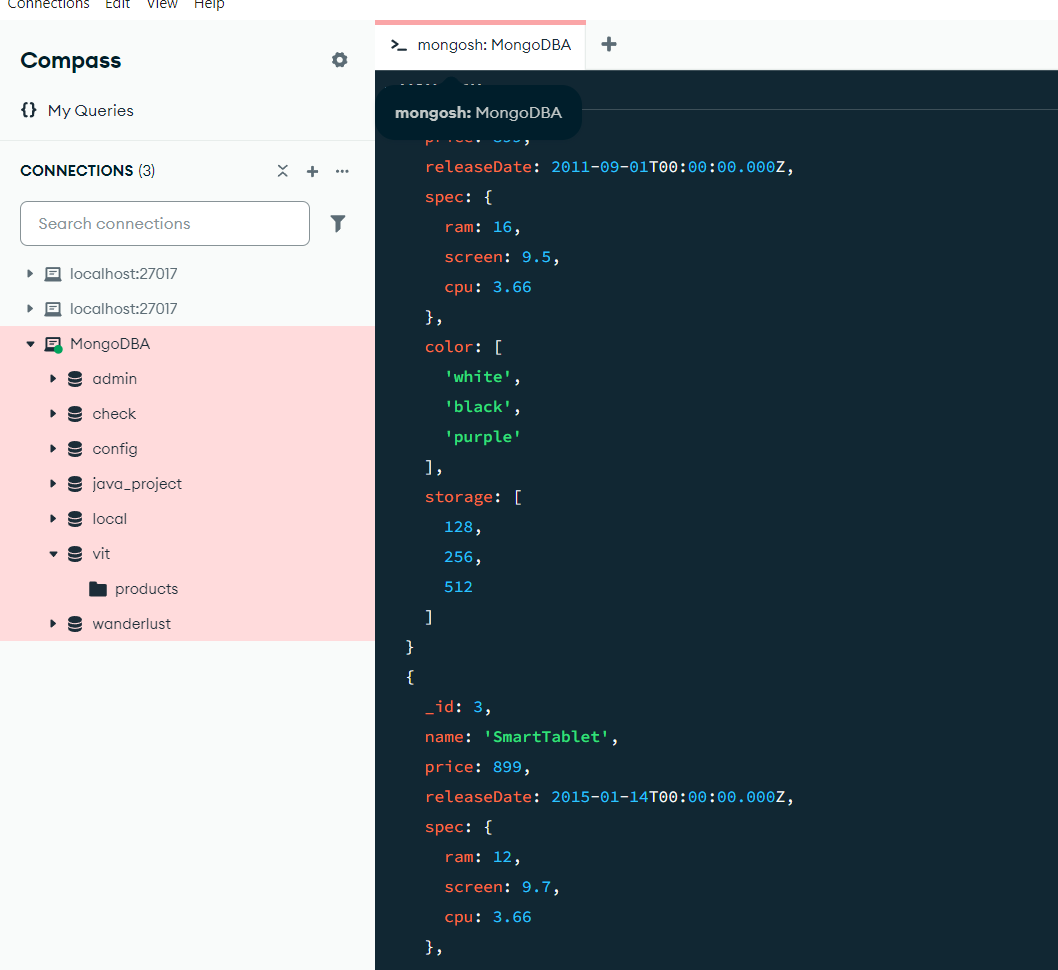 Connections Edit View Help
Compass
My Queries
CONNECTIONS (3)
Search connections
localhost:27017
localhost:27017
MongoDBA
admin
check
config
java_project
local
vit
products
wanderlust
mongosh: MongoDBA
mongosh: MongoDBA
price: 899,
releaseDate: 2011-09-01T00:00:00.000Z,
spec: {
ram: 16,
screen: 9.5,
cpu: 3.66
},
color: [
'white',
'black',
'purple'
],
storage: [
128,
256,
512
]
}
{
_id: 3,
name: 'SmartTablet',
price: 899,
releaseDate: 2015-01-14T00:00:00.000Z,
spec: {
ram: 12,
screen: 9.7,
cpu: 3.66
},